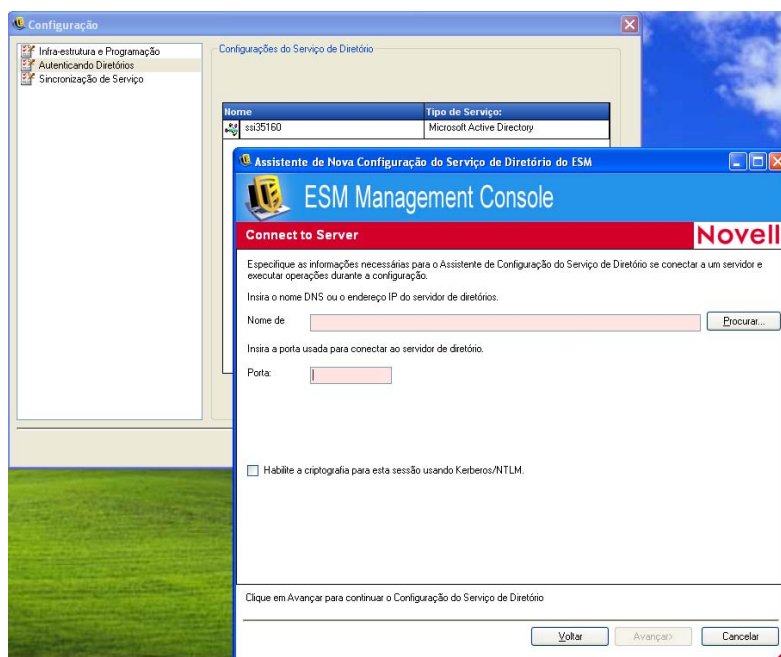 Configuração
Infra-estrutura e Programação
Autenticando Diretórios
Sincronização de Serviço
Configurações do Serviço de Diretório
Nome Tipo de Serviço:
ssi35160 Microsoft Active Directory
Assistente de Nova Configuração do Serviço de Diretório do ESM
ESM Management Console
Connect to Server Novell
Especifique as informações necessárias para o Assistente de Configuração do Serviço de Diretório se conectar a um servidor e
executar operações durante a configuração.
Insira o nome DNS ou o endereço IP do servidor de diretórios.
Nome de Procurar...
Insira a porta usada para conectar ao servidor de diretório.
Porta:
Habilite a criptografia para esta sessão usando Kerberos/NTLM.
Clique em Avançar para continuar o Configuração do Serviço de Diretório
Voltar Avançar> Cancelar